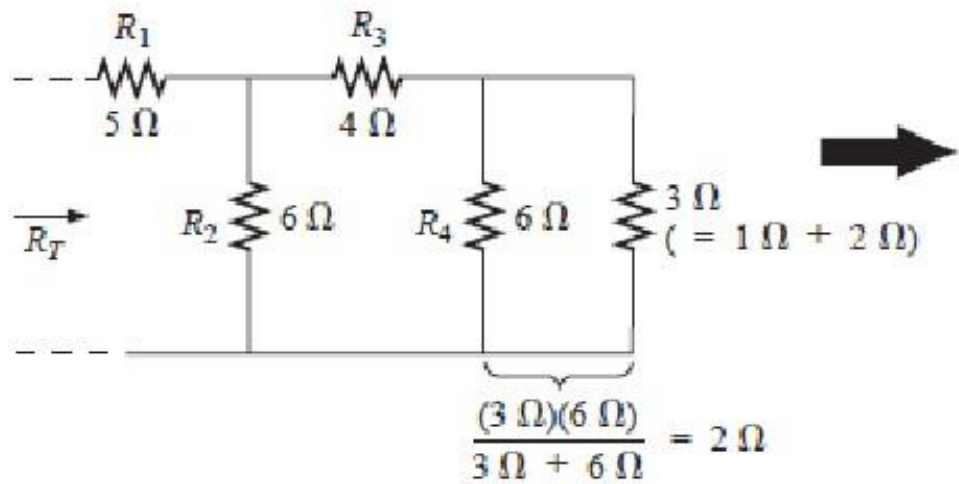 R1 R3
5 Ω 4 Ω
RT R2 6 Ω R4 6 Ω 3 Ω
( = 1 Ω + 2 Ω)
(3 Ω)(6 Ω)
3 Ω + 6 Ω = 2 Ω